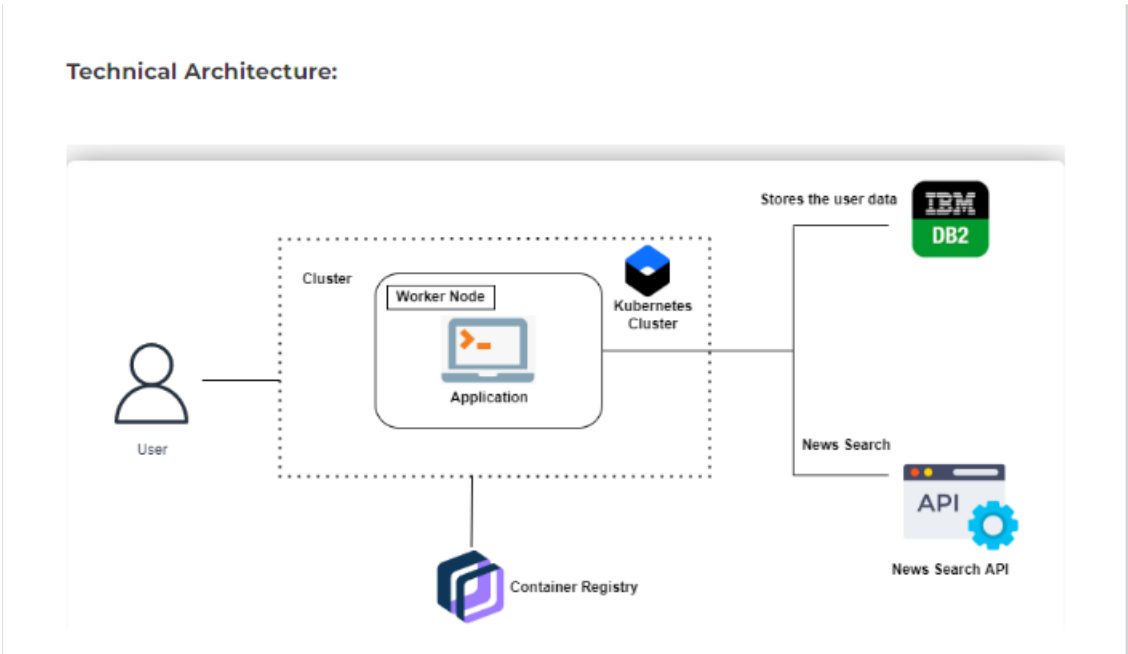 Technical Architecture:
Stores the user data
IBM
DB2
Cluster
Worker Node
Kubernetes
Cluster
Application
User
News Search
API
News Search API
Container Registry